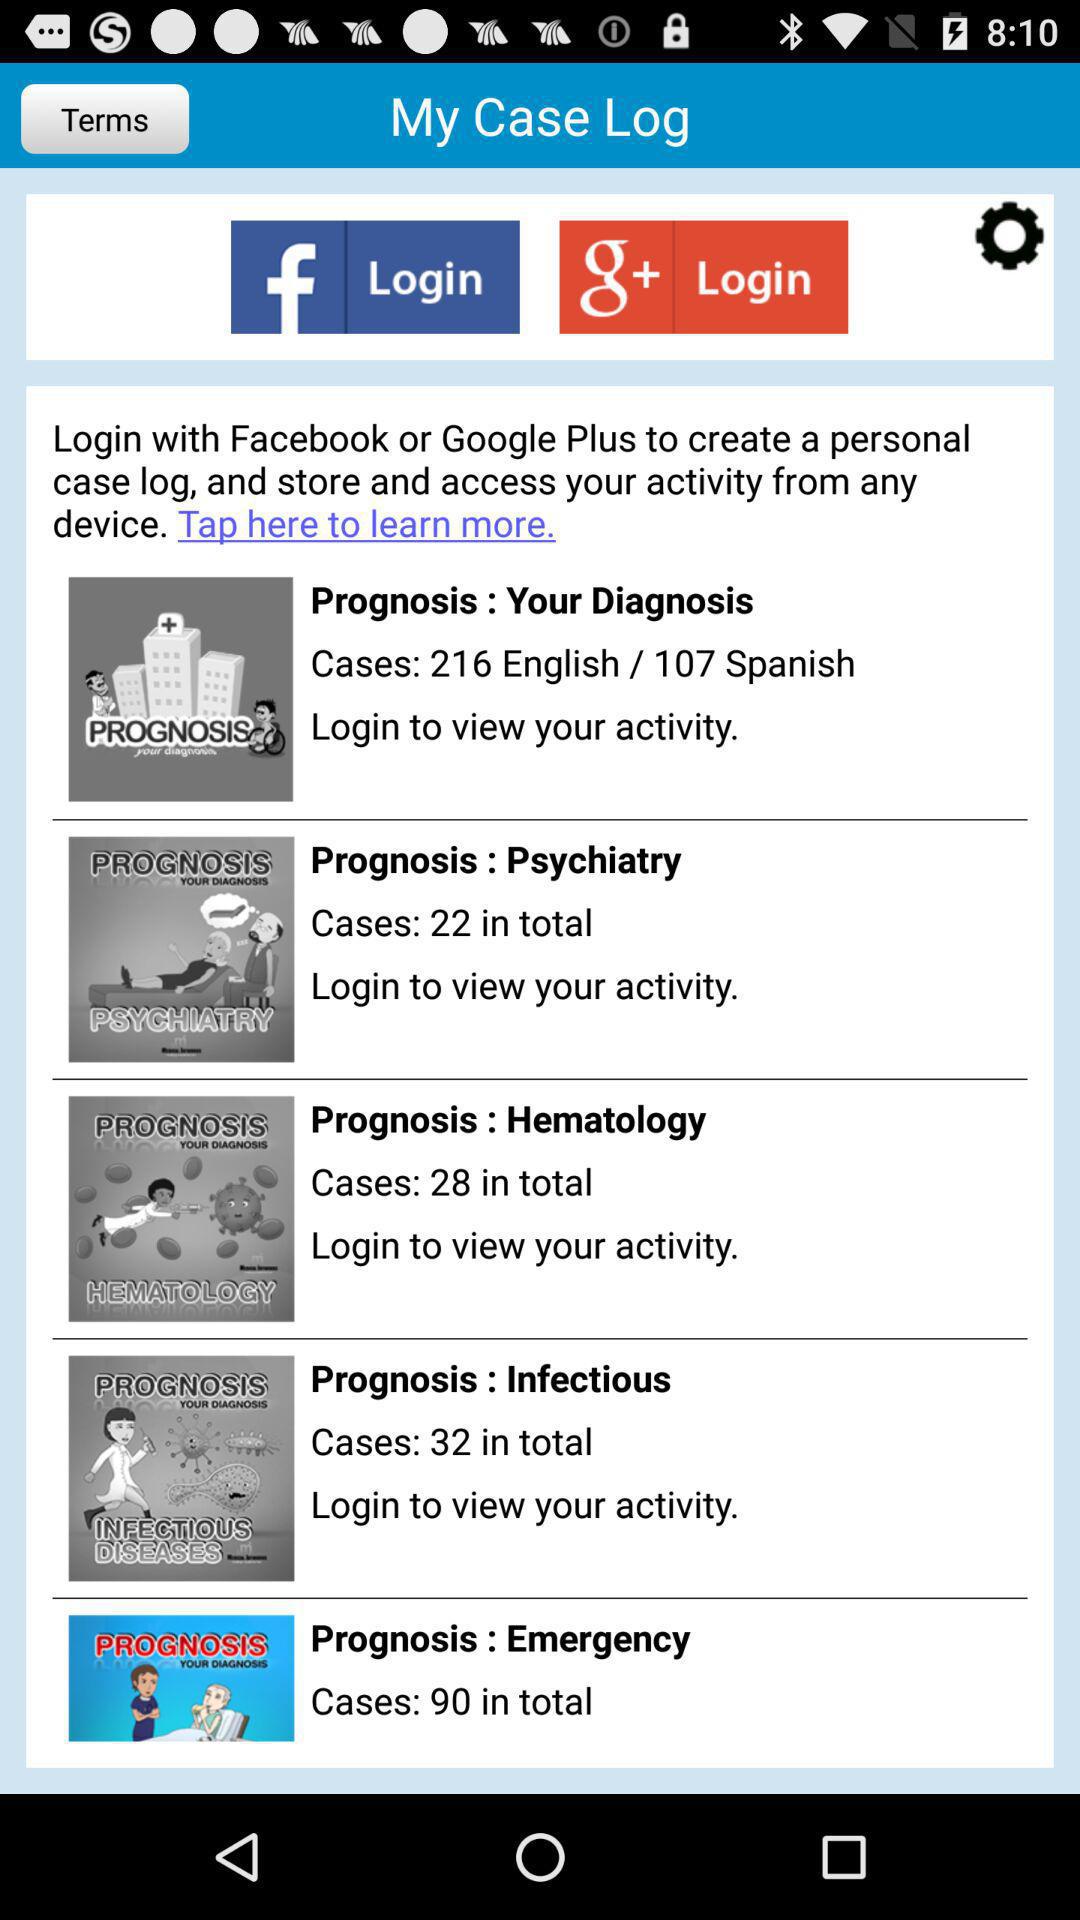 8:10
Terms
My Case Log
f Login
g+ Login
Login with Facebook or Google Plus to create a personal
case log, and store and access your activity from any
device. Tap here to learn more.
PROGNOSIS
your diagnosis
Prognosis : Your Diagnosis
Cases: 216 English / 107 Spanish
Login to view your activity.
PROGNOSIS
YOUR DIAGNOSIS
zzz
PSYCHIATRY
Prognosis : Psychiatry
Cases: 22 in total
Login to view your activity.
PROGNOSIS
YOUR DIAGNOSIS
HEMATOLOGY
Prognosis : Hematology
Cases: 28 in total
Login to view your activity.
PROGNOSIS
YOUR DIAGNOSIS
INFECTIOUS
DISEASES
Prognosis : Infectious
Cases: 32 in total
Login to view your activity.
PROGNOSIS
YOUR DIAGNOSIS
Prognosis : Emergency
Cases: 90 in total